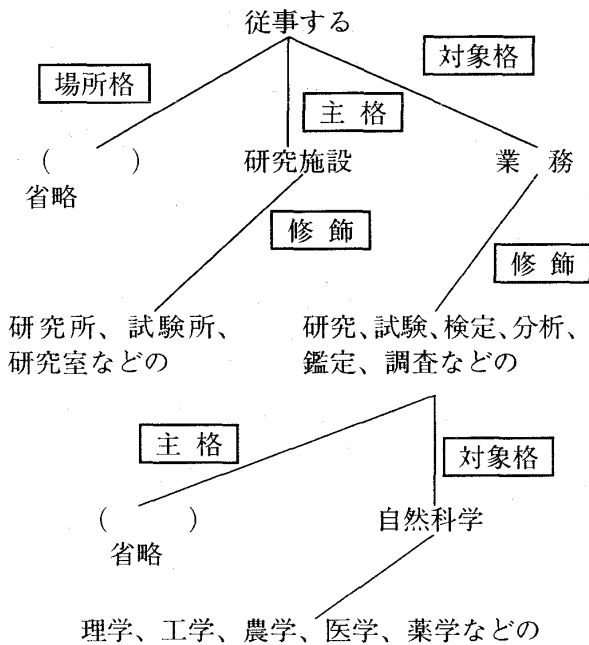 従事する
場所格
対象格
主格
(　　)
研究施設
業務
省略
修飾
修飾
研究所、試験所、
研究室などの
研究、試験、検定、分析、
鑑定、調査などの
主格
対象格
(　　)
自然科学
省略
理学、工学、農学、医学、薬学などの